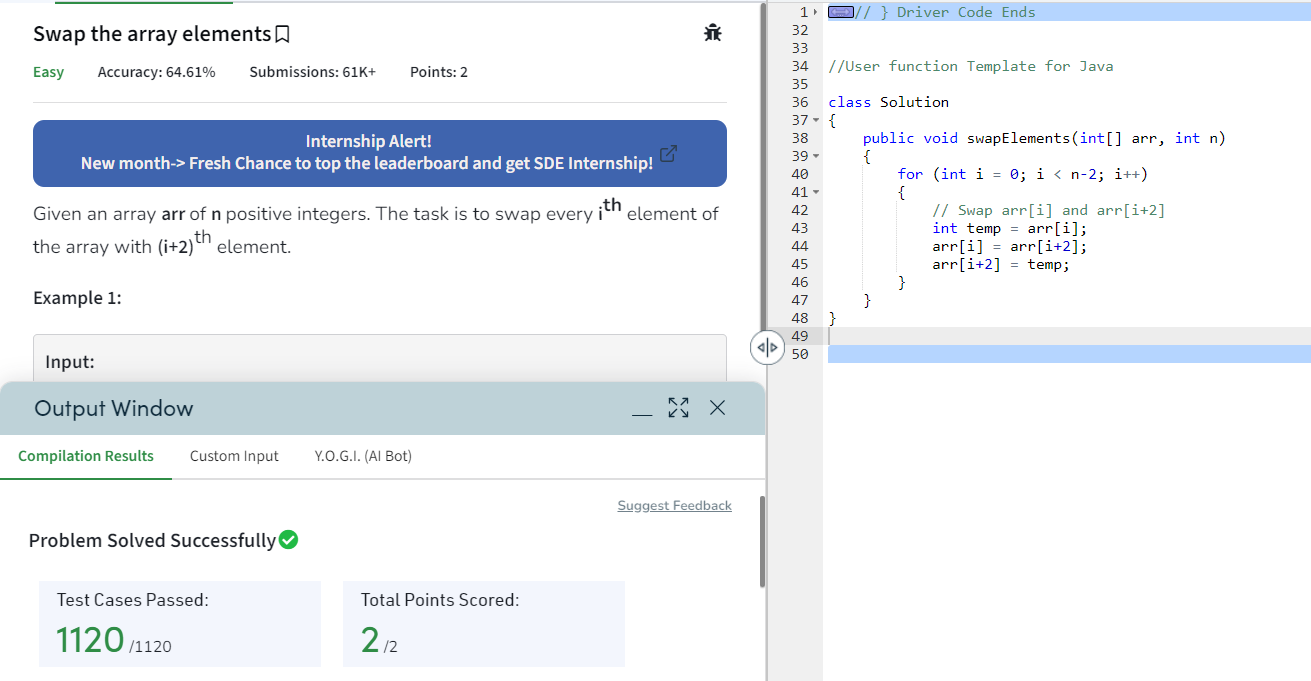 Swap the array elements
Easy Accuracy: 64.61% Submissions: 61K+ Points: 2
Internship Alert!
New month-> Fresh Chance to top the leaderboard and get SDE Internship!
Given an array arr of n positive integers. The task is to swap every ith element of
the array with (i+2)th element.
Example 1:
Input:
Output Window
Compilation Results Custom Input Y.O.G.I. (AI Bot)
Suggest Feedback
Problem Solved Successfully
Test Cases Passed:
1120 /1120
Total Points Scored:
2 /2
1 // } Driver Code Ends
32
33
34 //User function Template for Java
35
36 class Solution
37 {
38     public void swapElements(int[] arr, int n)
39     {
40         for (int i = 0; i < n-2; i++)
41         {
42             // Swap arr[i] and arr[i+2]
43             int temp = arr[i];
44             arr[i] = arr[i+2];
45             arr[i+2] = temp;
46         }
47     }
48 }
49
50